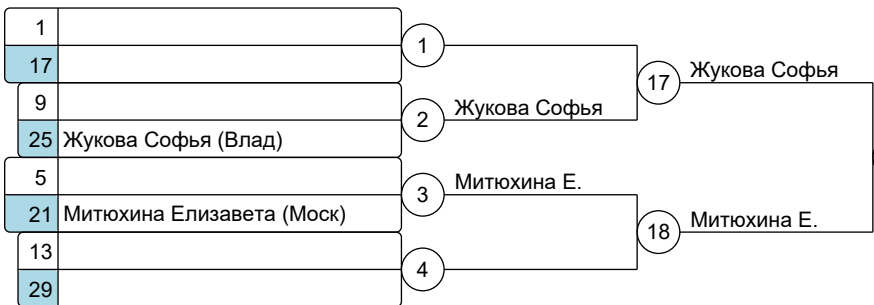 1
17
1
9
Жукова Софья
25 Жукова Софья (Влад)
2
17
Жукова Софья
5
Митюхина Е.
21 Митюхина Елизавета (Моск)
3
18
Митюхина Е.
13
29
4